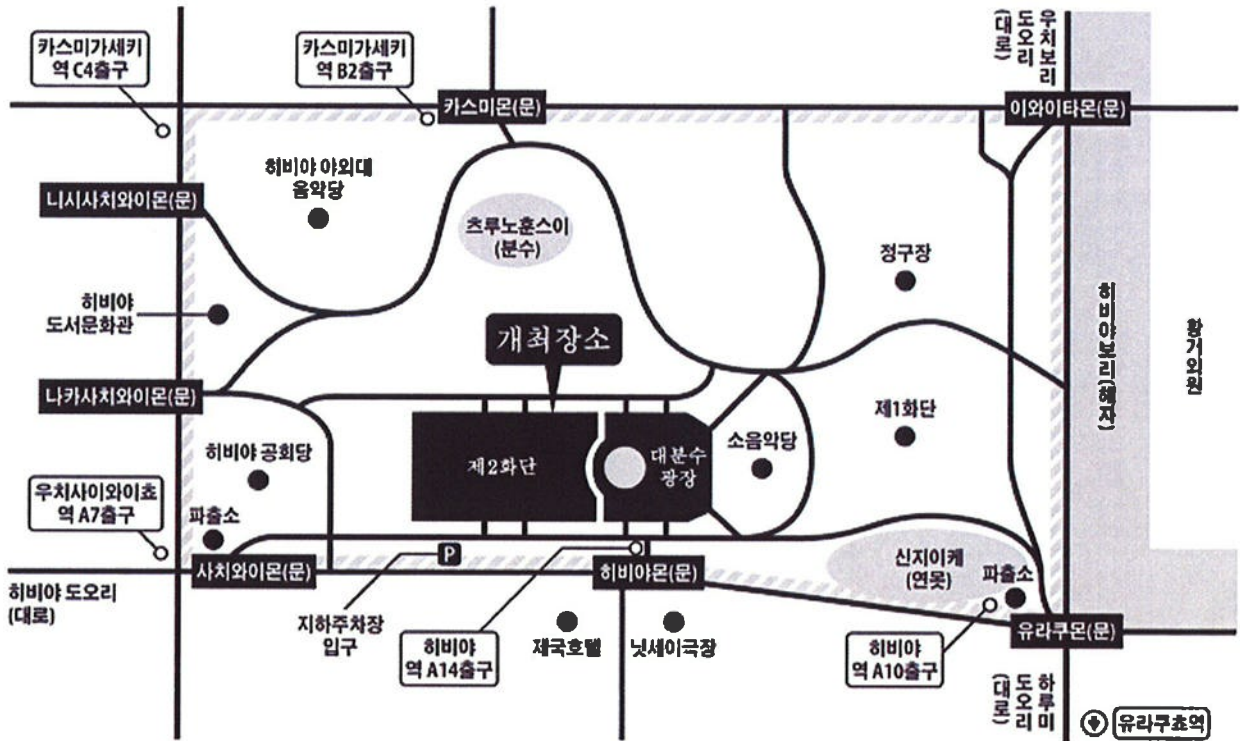 카스미가세키
역 C4출구
카스미가세키
역 B2출구
우치보리
도오리
(대로)
카스미몬(문)
이와이타몬(문)
히비야 야외대
음악당
니시사치와이몬(문)
츠루노훈스이
(분수)
정구장
히비야
도서문화관
히비야보리(해자)
황거외원
개최장소
나카사치와이몬(문)
제1화단
히비야 공회당
제2화단
대분수
광장
소음악당
우치사이와이쵸
역 A7출구
파출소
사치와이몬(문)
P
히비야몬(문)
신지이케
(연못)
파출소
히비야 도오리
(대로)
지하주차장
입구
히비야
역 A14출구
제국호텔
닛세이극장
히비야
역 A10출구
유라쿠몬(문)
하루미
도오리
(대로)
유라쿠쵸역